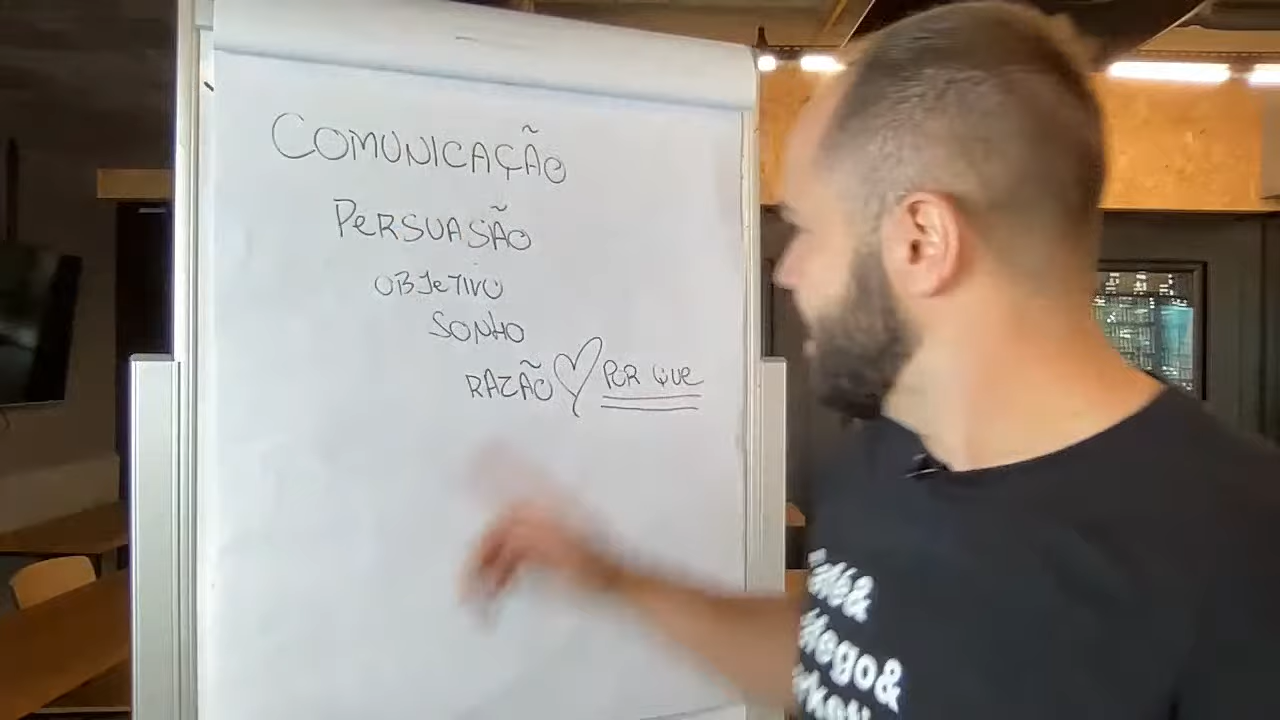 COMUNICAÇÃO
PERSUASÃO
OBJETIVO
SONHO
RAZÃO POR QUE